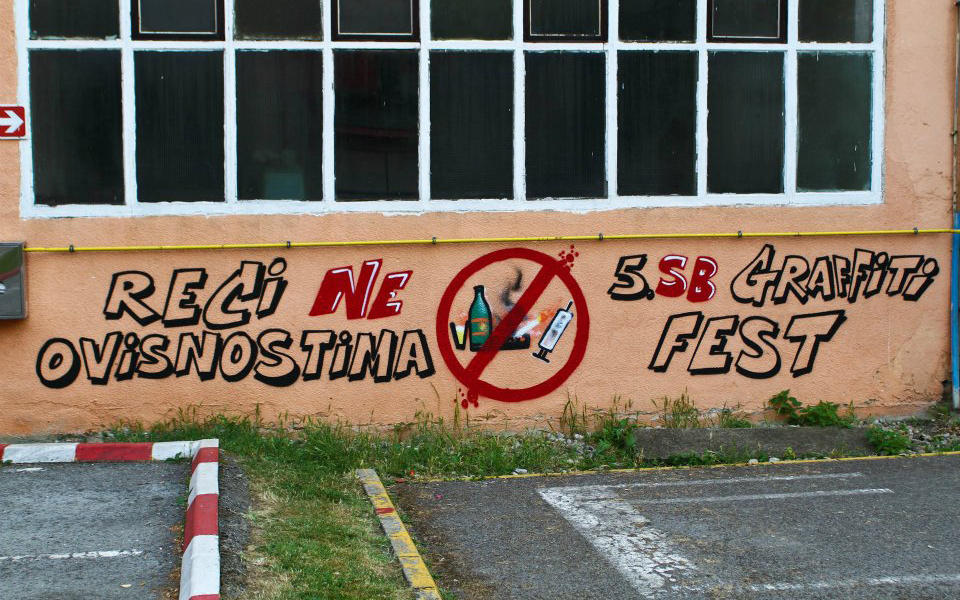 RECi NE
OViSNOSTiMA
5.SB GRAFFiTi
FEST